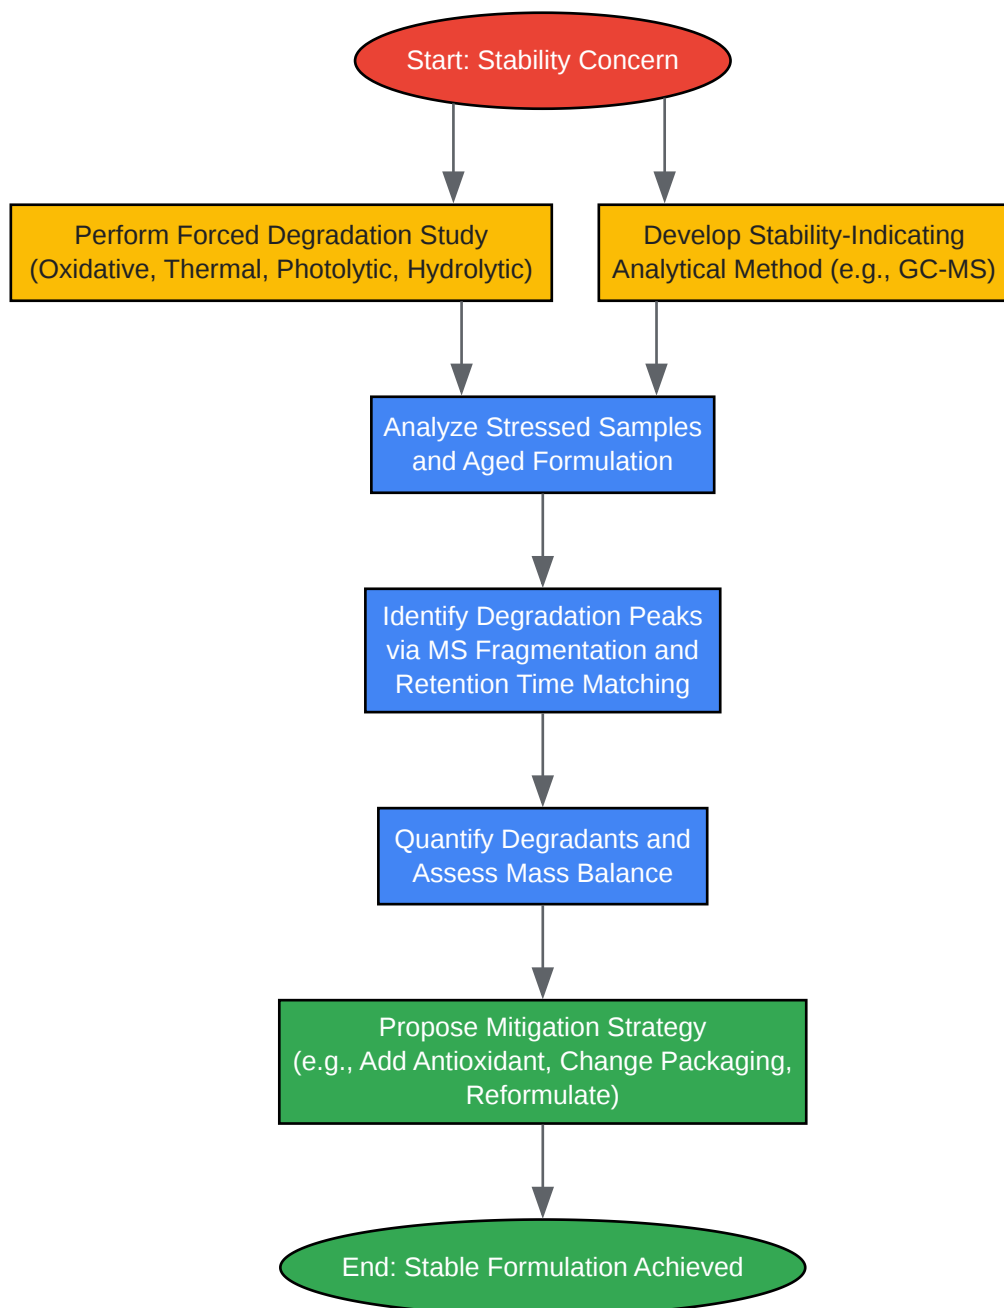 Start: Stability Concern
Perform Forced Degradation Study
(Oxidative, Thermal, Photolytic, Hydrolytic)
Develop Stability-Indicating
Analytical Method (e.g., GC-MS)
Analyze Stressed Samples
and Aged Formulation
Identify Degradation Peaks
via MS Fragmentation and
Retention Time Matching
Quantify Degradants and
Assess Mass Balance
Propose Mitigation Strategy
(e.g., Add Antioxidant, Change Packaging,
Reformulate)
End: Stable Formulation Achieved